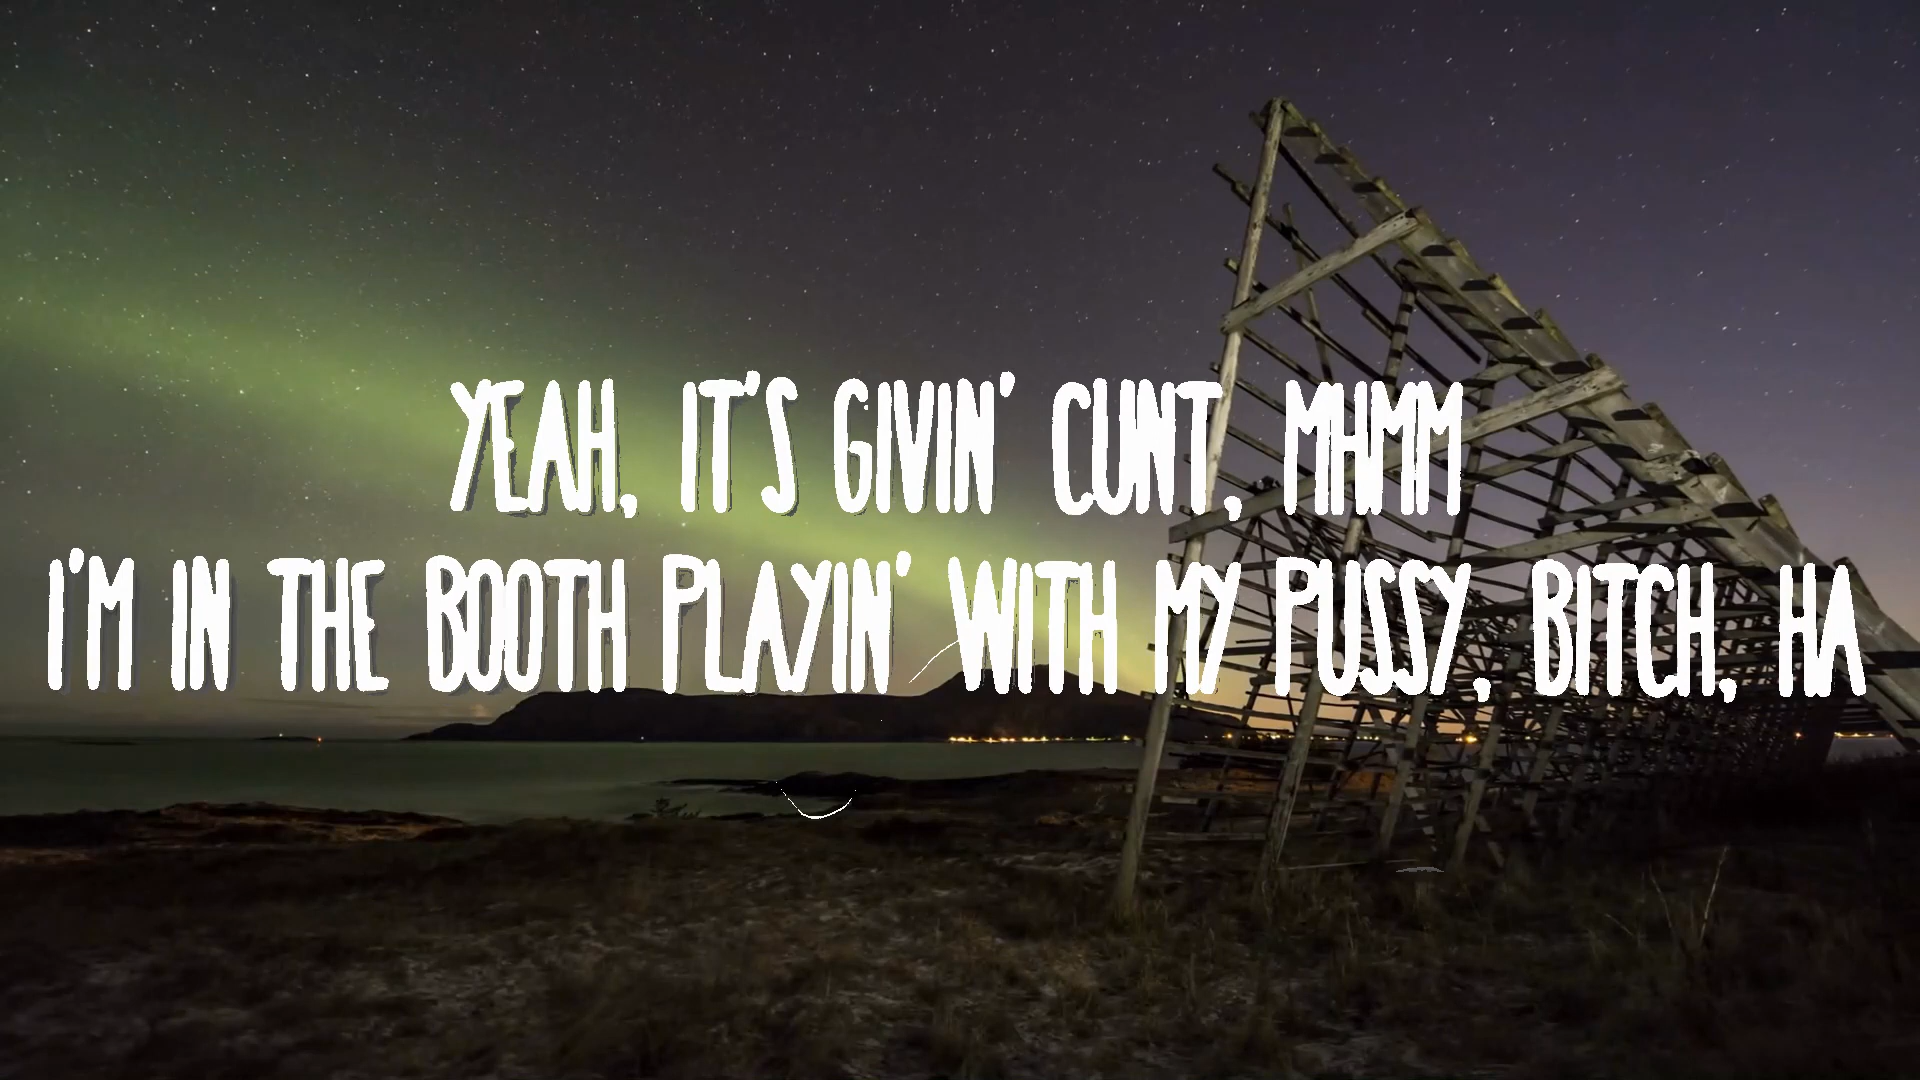 YEAH, IT'S GIVIN' CUNT, MHMM
I'M IN THE BOOTH PLAYIN' WITH MY PUSSY, BITCH, HA